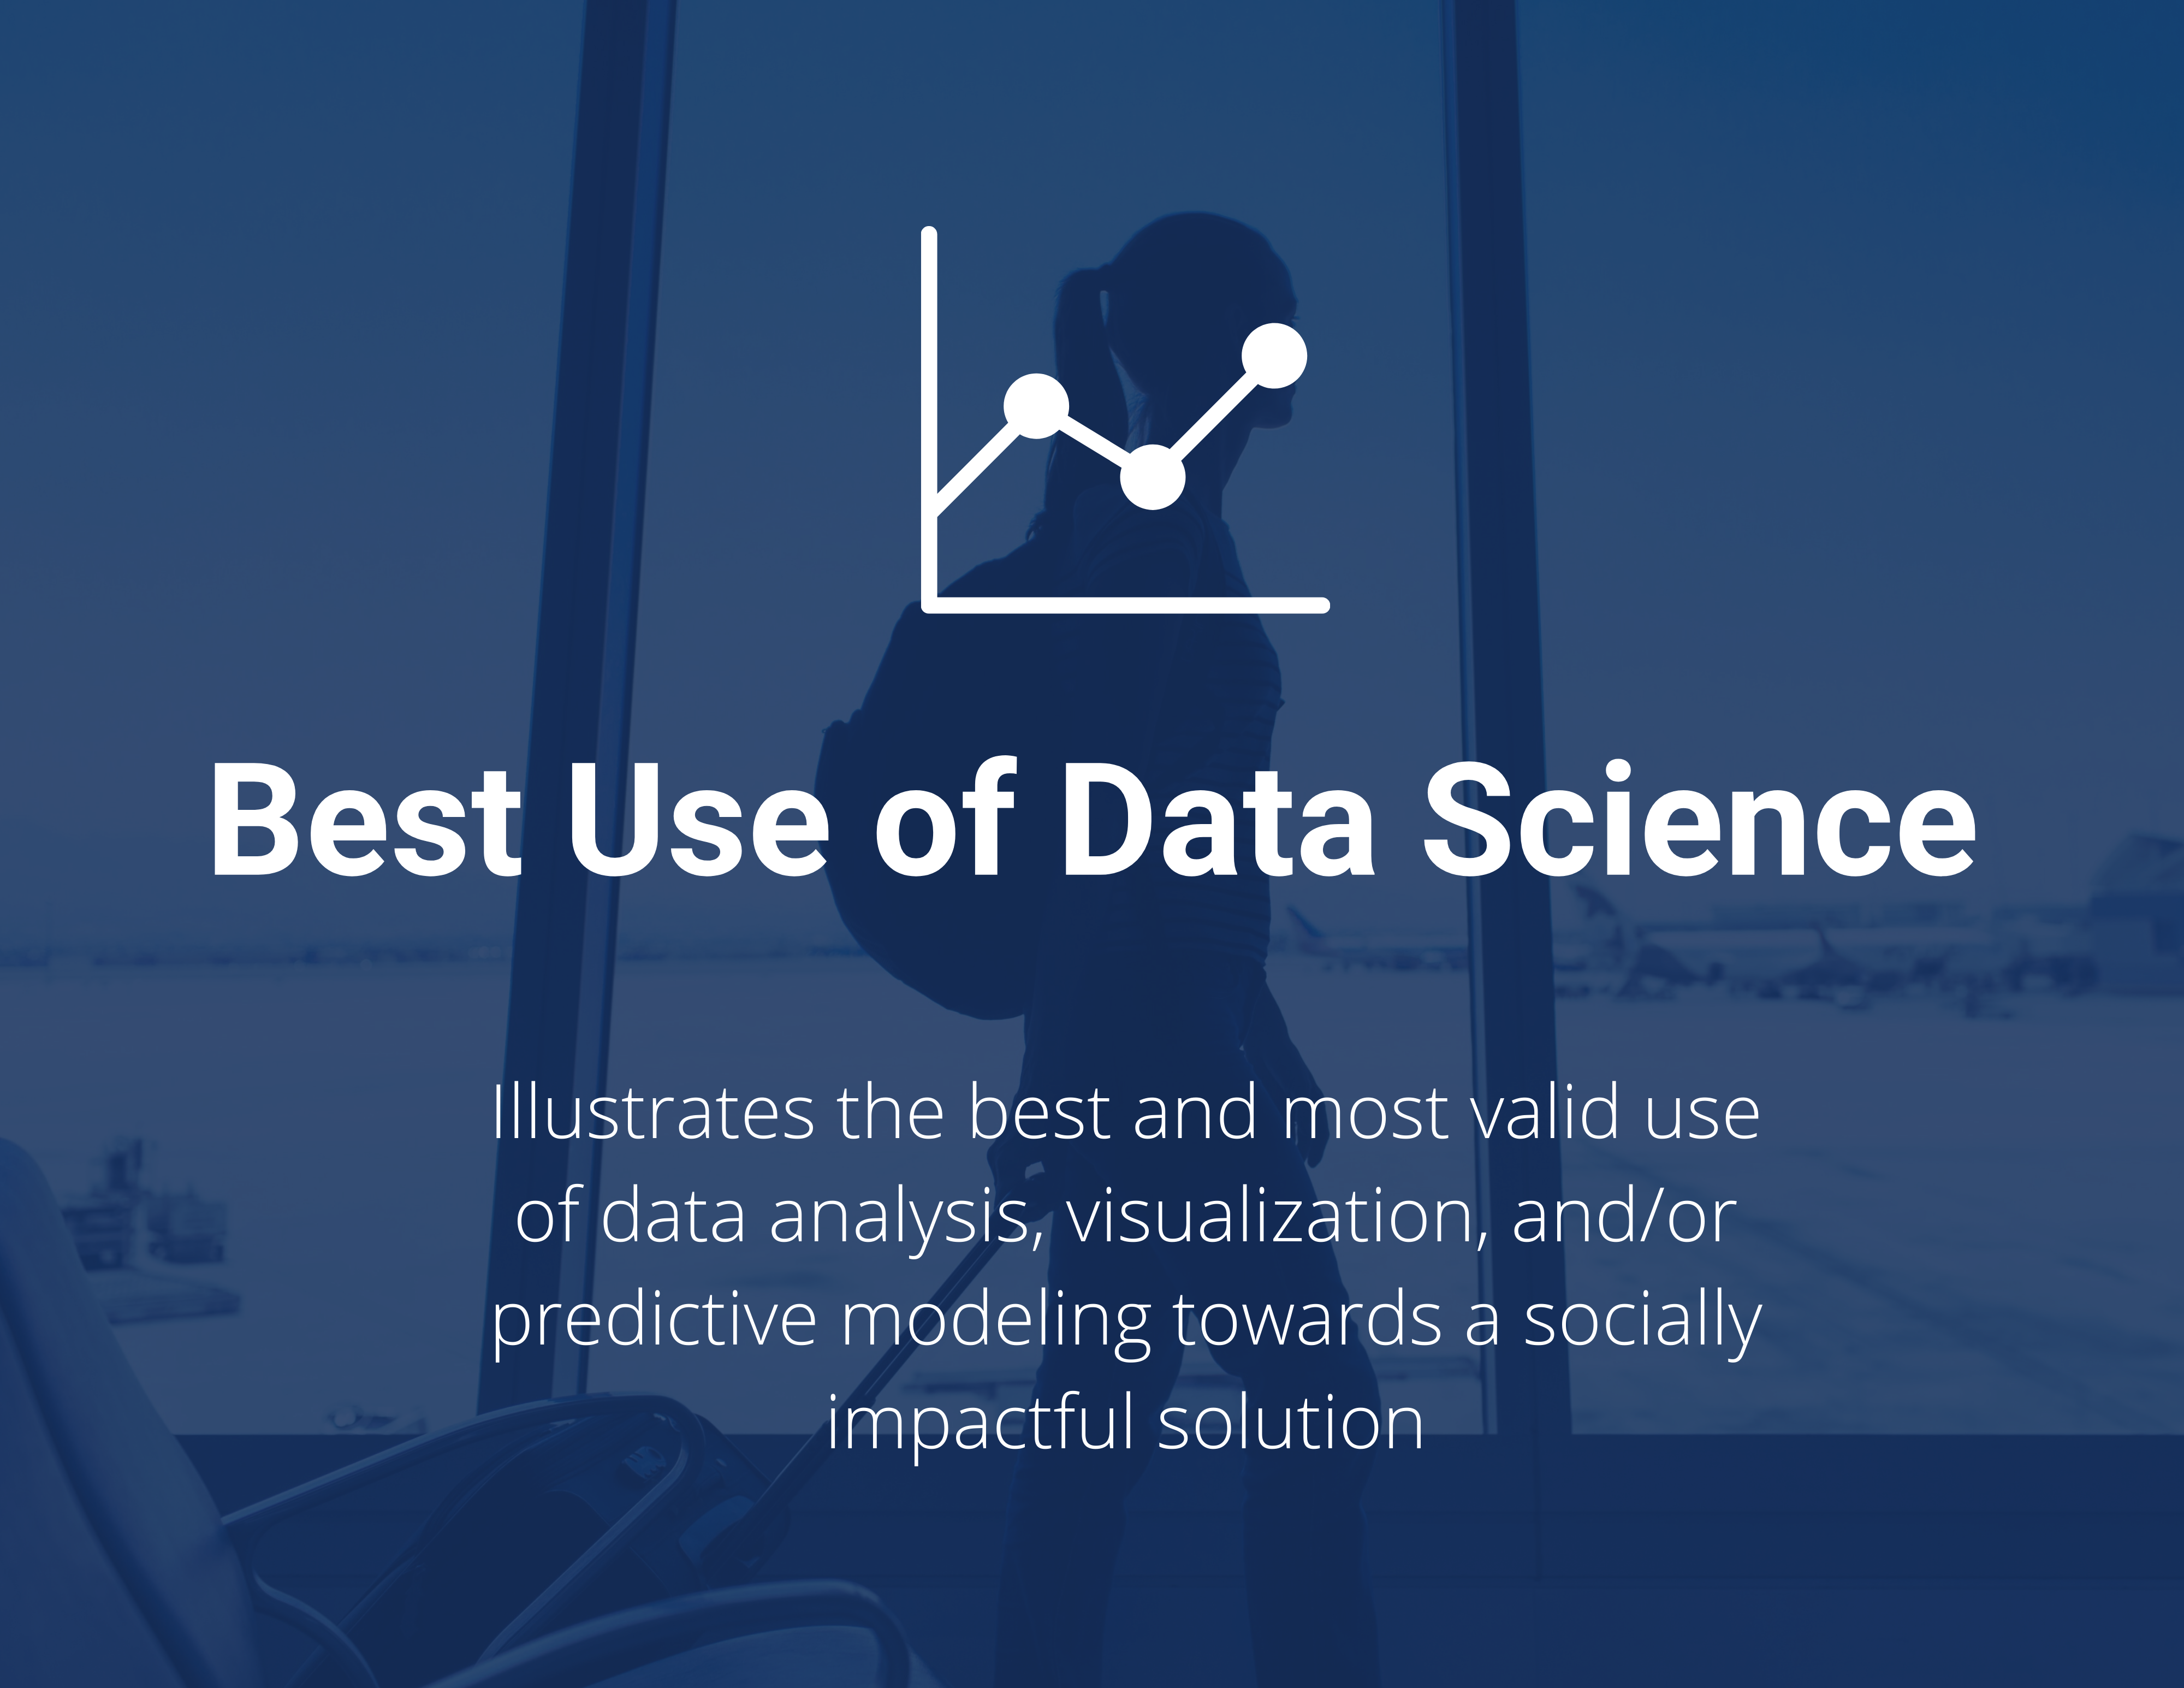 Best Use of Data Science
Illustrates the best and most valid use
of data analysis, visualization, and/or
predictive modeling towards a socially
impactful solution